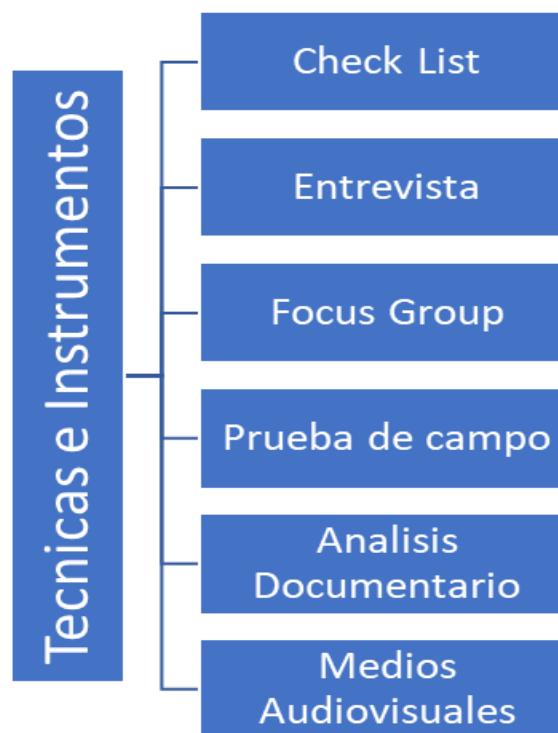 Tecnicas e Instrumentos
Check List
Entrevista
Focus Group
Prueba de campo
Analisis
Documentario
Medios
Audiovisuales